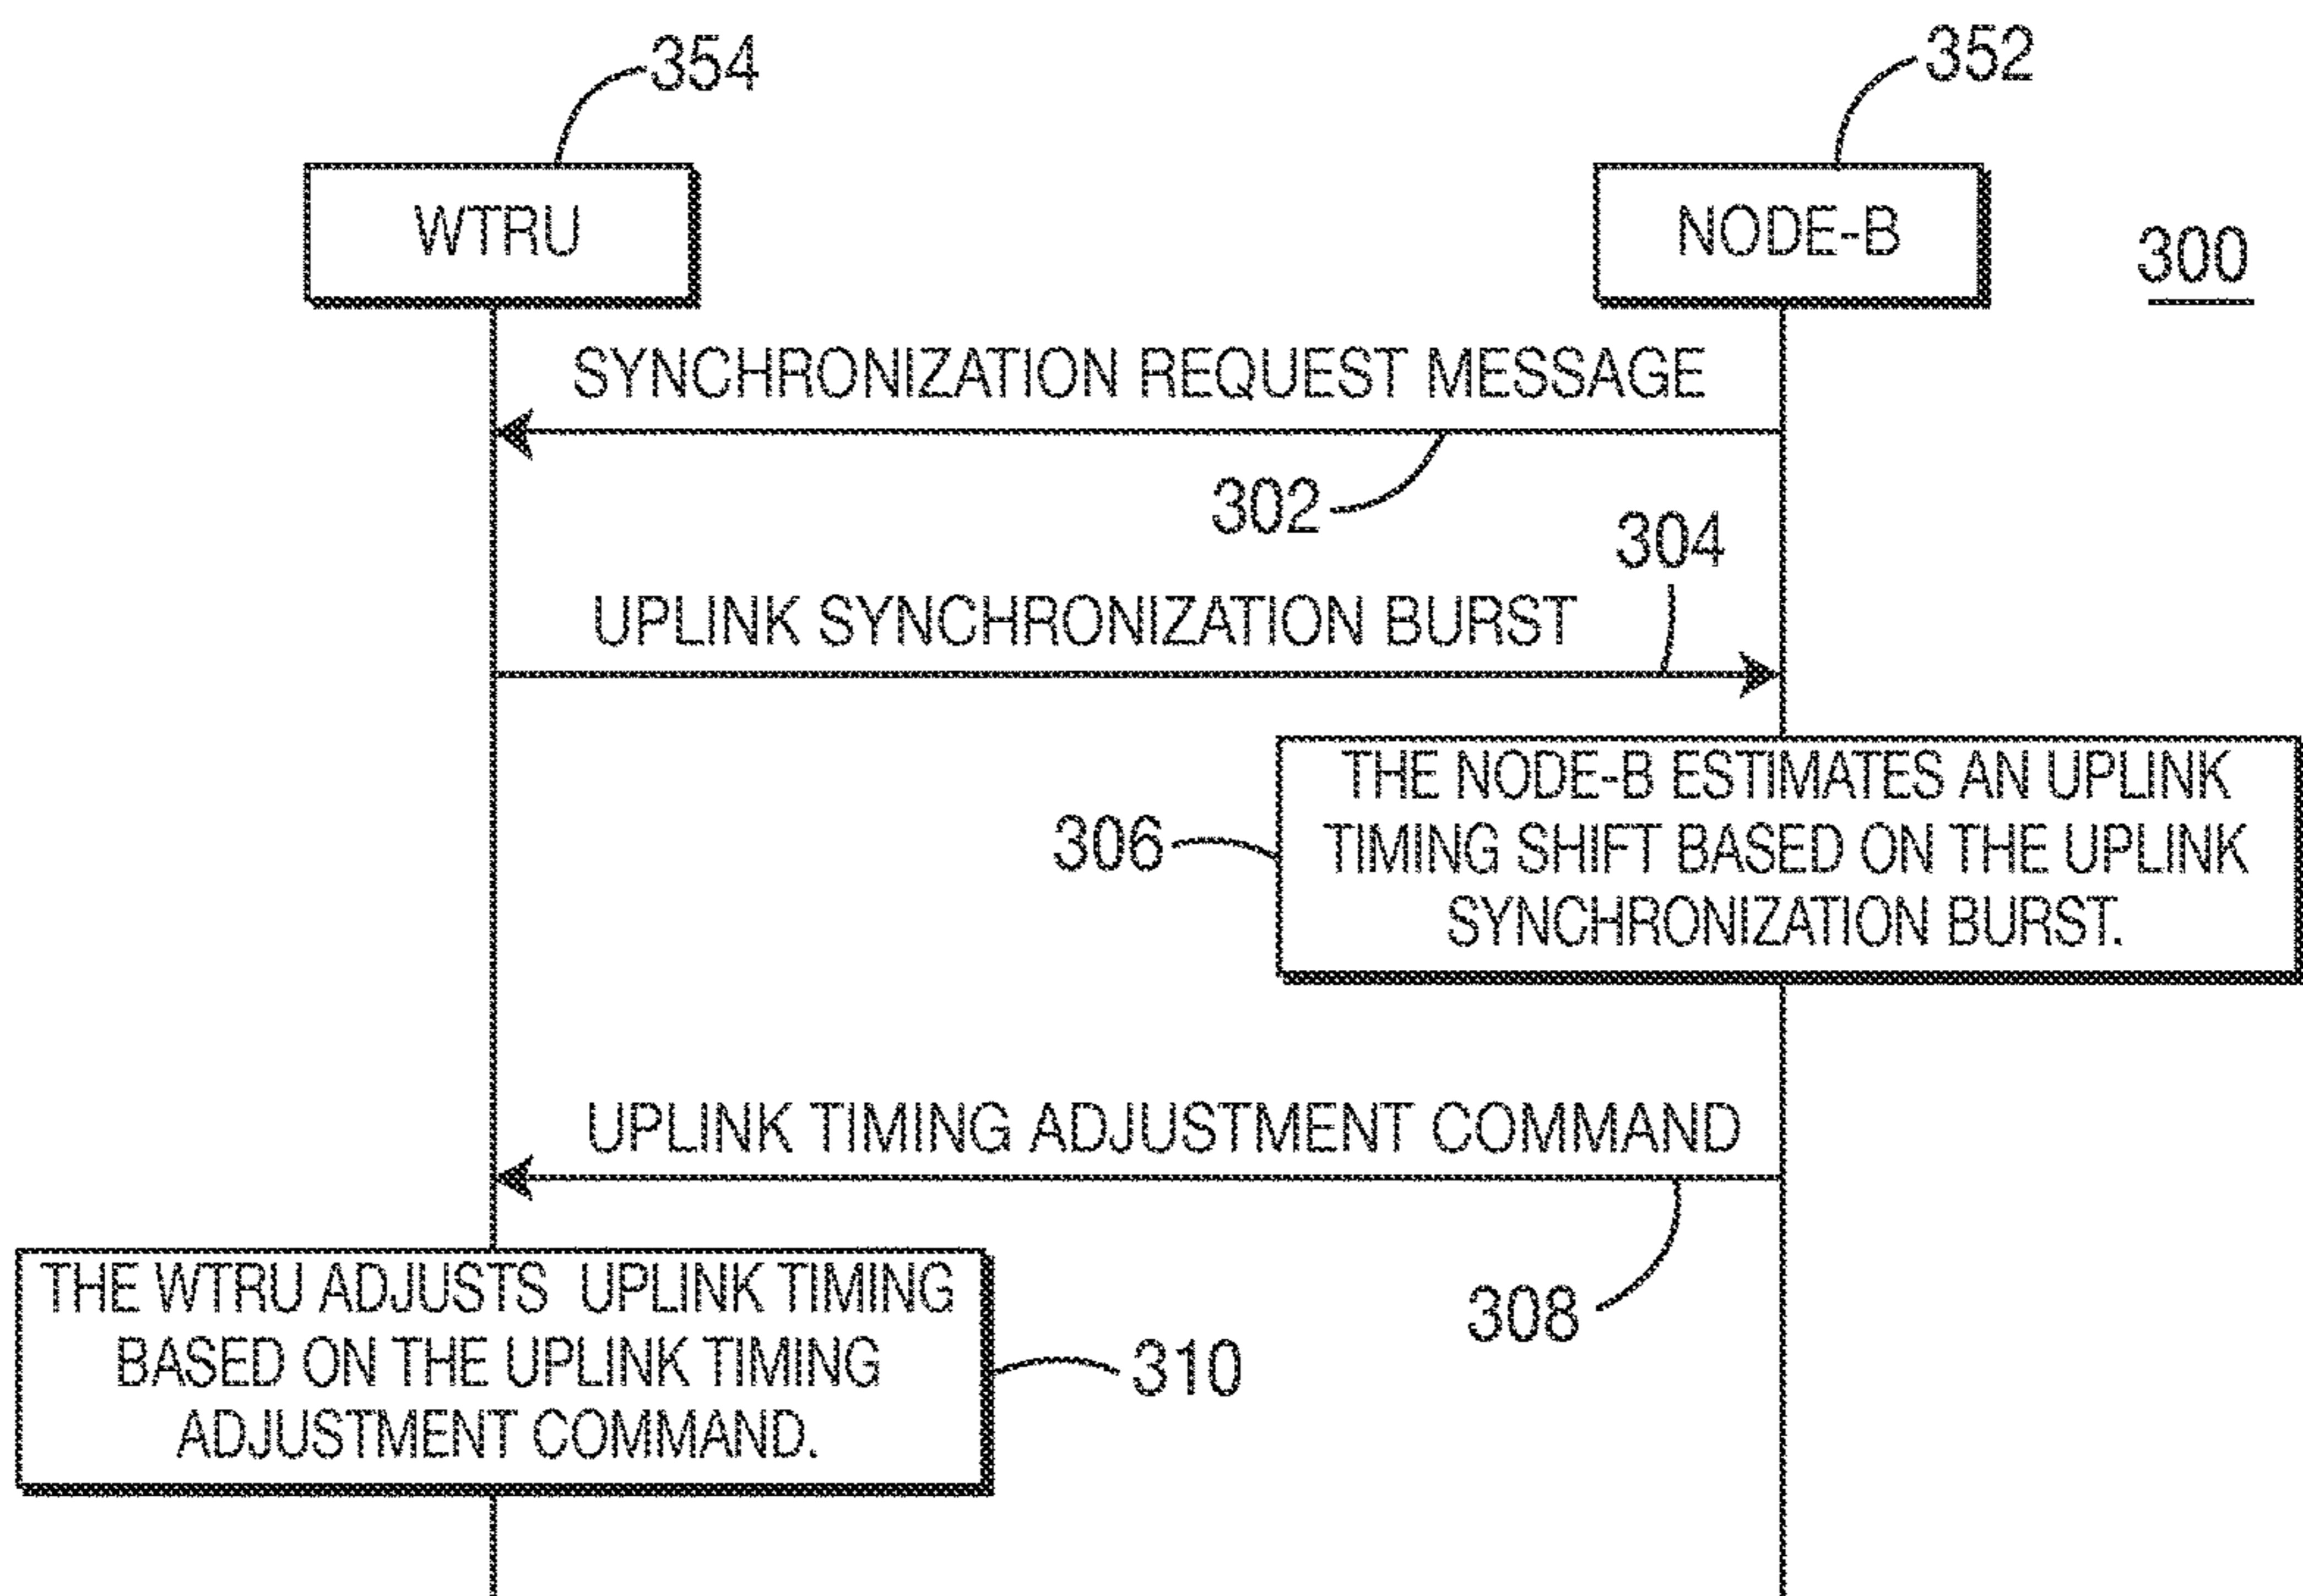 354
352
WTRU
NODE-B
300
SYNCHRONIZATION REQUEST MESSAGE
302
304
UPLINK SYNCHRONIZATION BURST
THE NODE-B ESTIMATES AN UPLINK
306
TIMING SHIFT BASED ON THE UPLINK
SYNCHRONIZATION BURST.
UPLINK TIMING ADJUSTMENT COMMAND
308
THE WTRU ADJUSTS UPLINK TIMING
BASED ON THE UPLINK TIMING
ADJUSTMENT COMMAND.
310